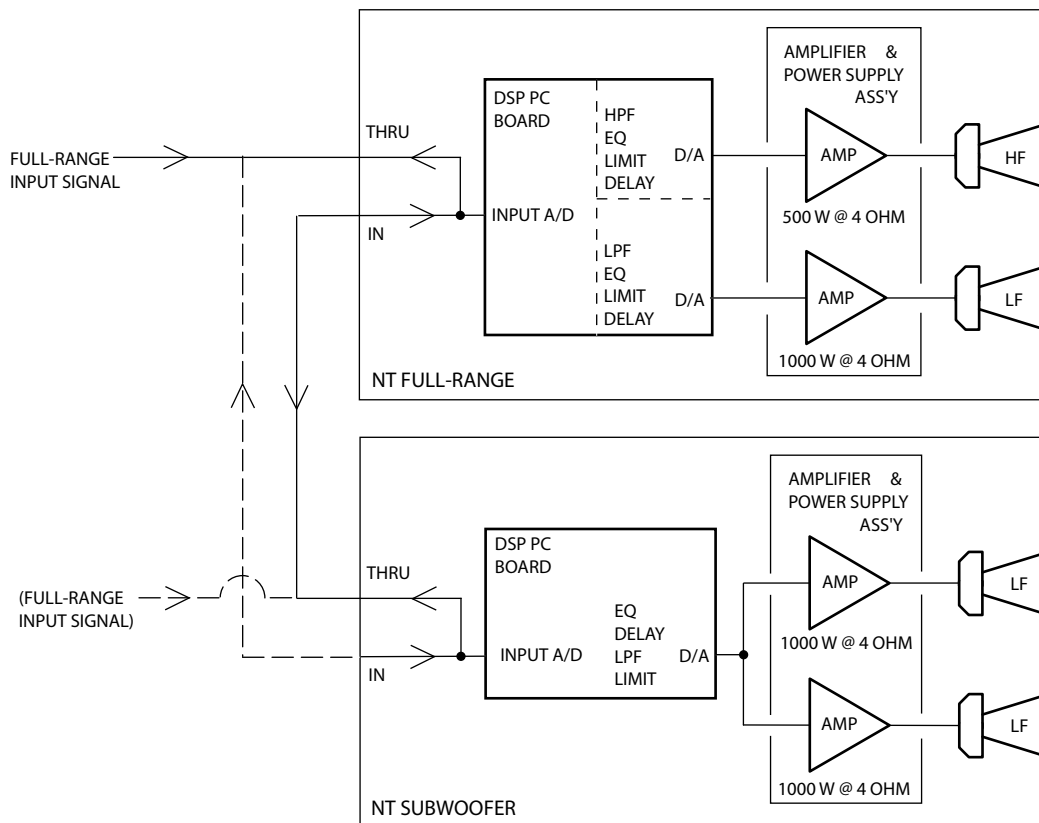 AMPLIFIER &
POWER SUPPLY
ASS'Y
DSP PC
BOARD
HPF
EQ
LIMIT
DELAY
D/A
AMP
HF
500 W @ 4 OHM
THRU
FULL-RANGE
INPUT SIGNAL
IN
INPUT A/D
LPF
EQ
LIMIT
DELAY
D/A
AMP
LF
1000 W @ 4 OHM
NT FULL-RANGE
AMPLIFIER &
POWER SUPPLY
ASS'Y
DSP PC
BOARD
THRU
(FULL-RANGE
INPUT SIGNAL)
IN
INPUT A/D
EQ
DELAY
LPF
LIMIT
D/A
AMP
LF
1000 W @ 4 OHM
AMP
LF
1000 W @ 4 OHM
NT SUBWOOFER